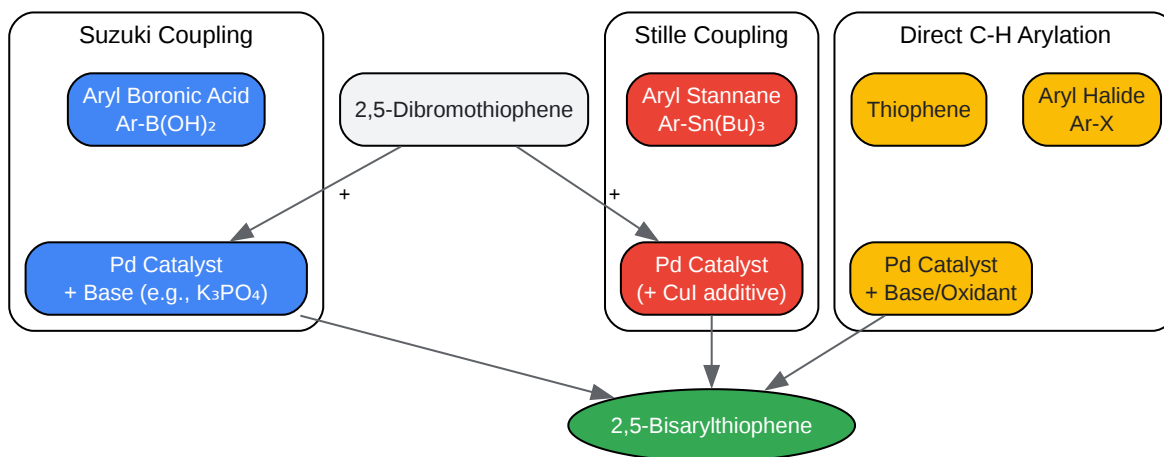 Suzuki Coupling
Aryl Boronic Acid
Ar-B(OH)₂
2,5-Dibromothiophene
Stille Coupling
Aryl Stannane
Ar-Sn(Bu)₃
Direct C-H Arylation
Thiophene
Aryl Halide
Ar-X
+
+
Pd Catalyst
+ Base (e.g., K₃PO₄)
Pd Catalyst
(+ CuI additive)
Pd Catalyst
+ Base/Oxidant
2,5-Bisarylthiophene